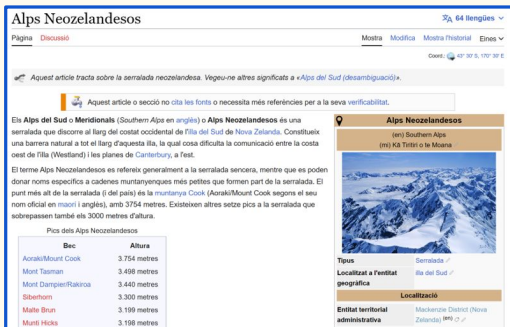 Alps Neozelandesos
64 llengües
Pàgina Discussió
Mostra Modifica Mostra l'historial Eines
Coord.: 43° 30′ S, 170° 30′ E
Aquest article tracta sobre la serralada neozelandesa. Vegeu-ne altres significats a «Alps del Sud (desambiguació)».
Aquest article o secció no cita les fonts o necessita més referències per a la seva verificabilitat.
Els Alps del Sud o Meridionals (Southern Alps en anglès) o Alps Neozelandesos és una
serralada que discorre al llarg del costat occidental de l'illa del Sud de Nova Zelanda. Constitueix
una barrera natural a tot el llarg d'aquesta illa, la qual cosa dificulta la comunicació entre la costa
oest de l'illa (Westland) i les planes de Canterbury, a l'est.
El terme Alps Neozelandesos es refereix generalment a la serralada sencera, mentre que es poden
donar noms específics a cadenes muntanyenques més petites que formen part de la serralada. El
punt més alt de la serralada (i del país) és la muntanya Cook (Aoraki/Mount Cook segons el seu
nom oficial en maori i anglès), amb 3754 metres. Existeixen altres setze pics a la serralada que
sobrepassen també els 3000 metres d'altura.
Pics dels Alps Neozelandesos
Bec Altura
Aoraki/Mount Cook 3.754 metres
Mont Tasman 3.498 metres
Mont Dampier/Rakiroa 3.440 metres
Siberhorn 3.300 metres
Malte Brun 3.199 metres
Munti Hicks 3.198 metres
Alps Neozelandesos
(en) Southern Alps
(mi) Kā Tiritiri o te Moana
Tipus Serralada
Localitzat a l'entitat geogràfica illa del Sud
Localització
Entitat territorial administrativa Mackenzie District (Nova Zelanda) (en)